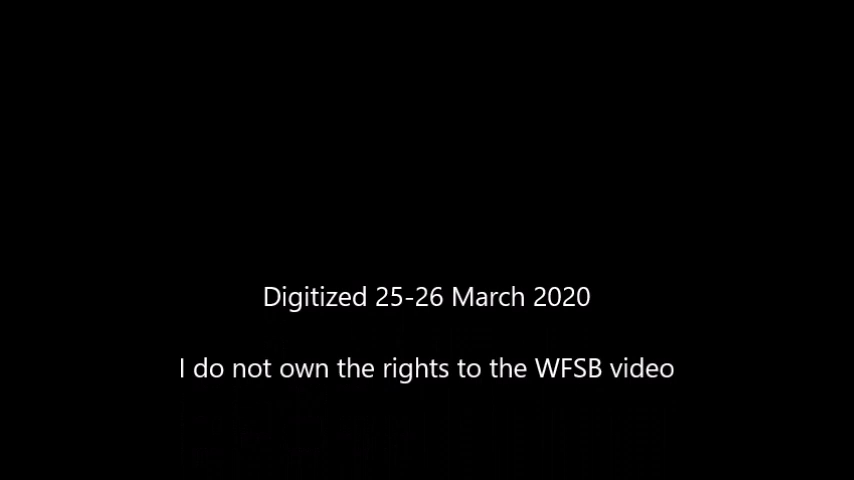 Digitized 25-26 March 2020
I do not own the rights to the WFSB video